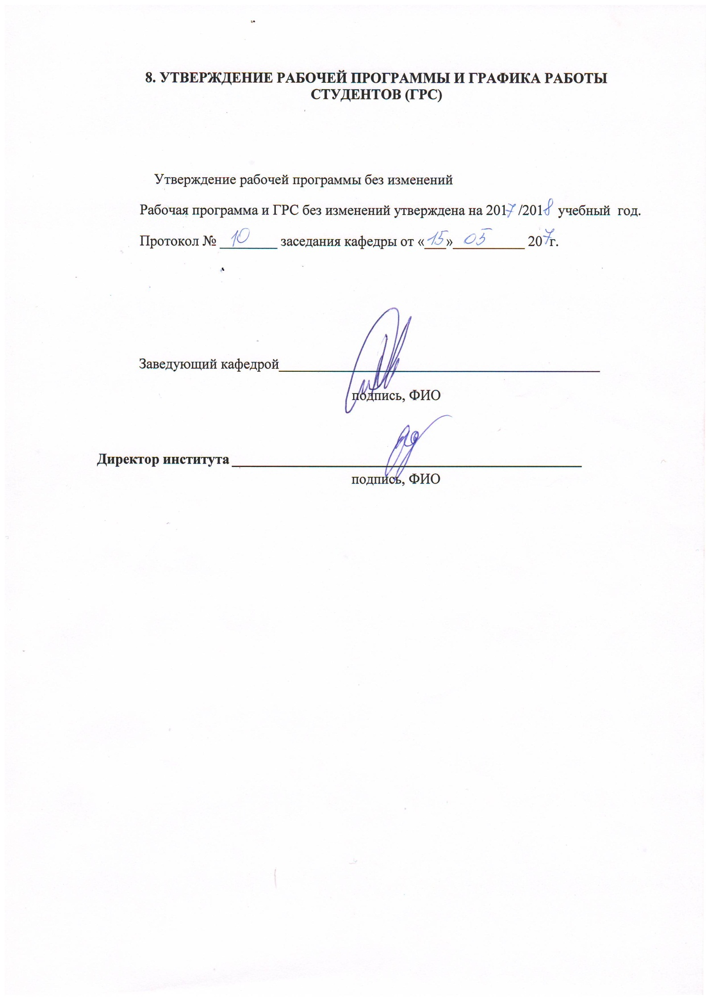 8. УТВЕРЖДЕНИЕ РАБОЧЕЙ ПРОГРАММЫ И ГРАФИКА РАБОТЫ
СТУДЕНТОВ (ГРС)
Утверждение рабочей программы без изменений
Рабочая программа и ГРС без изменений утверждена на 2017 /2018 учебный год.
Протокол № 10 заседания кафедры от «15» 05 207г.
Заведующий кафедрой
подпись, ФИО
Директор института
подпись, ФИО